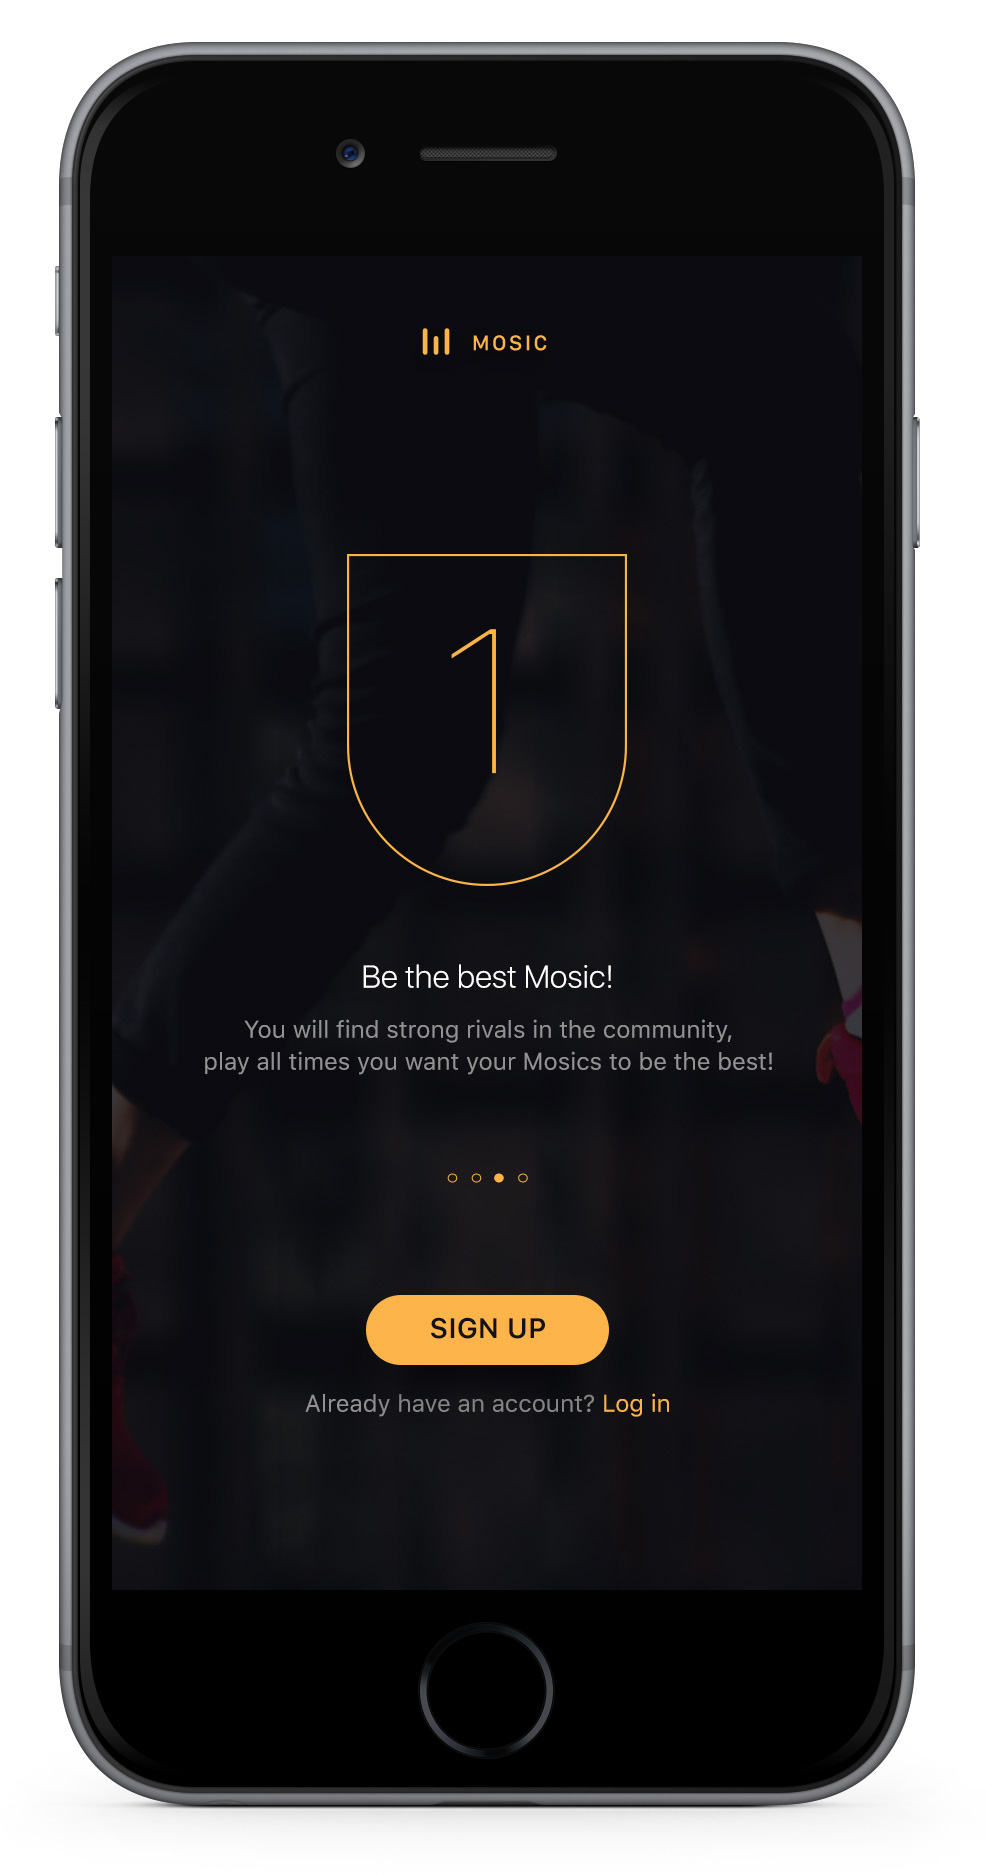 MOSIC
1
Be the best Mosic!
You will find strong rivals in the community,
play all times you want your Mosics to be the best!
SIGN UP
Already have an account? Log in